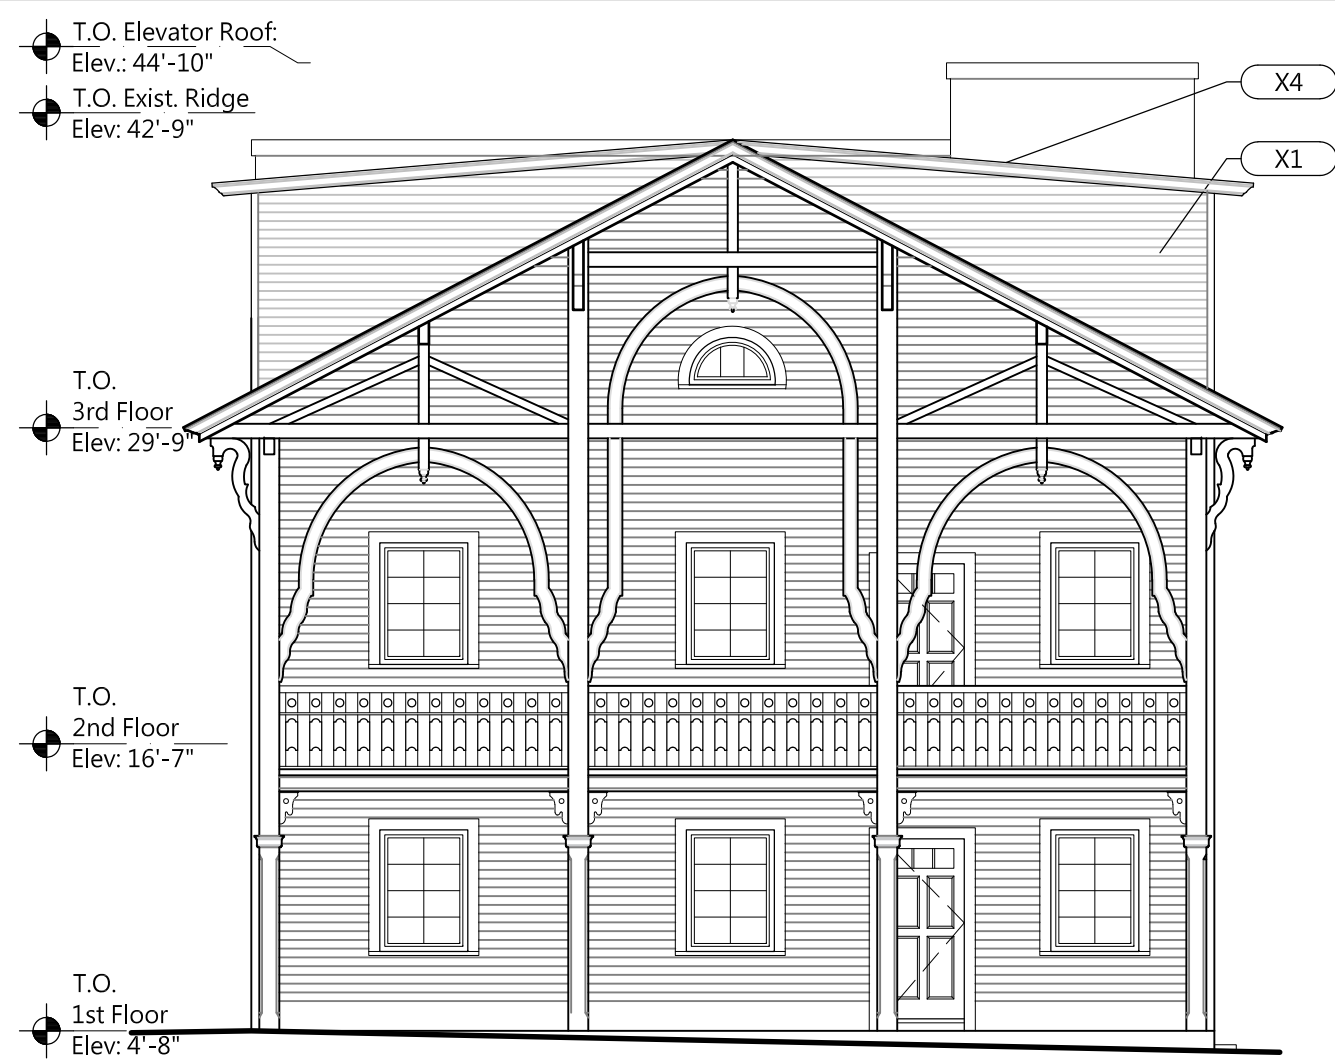 T.O. Elevator Roof:
Elev.: 44'-10"
T.O. Exist. Ridge
Elev: 42'-9"
X4
X1
T.O.
3rd Floor
Elev: 29'-9"
T.O.
2nd Floor
Elev: 16'-7"
T.O.
1st Floor
Elev: 4'-8"